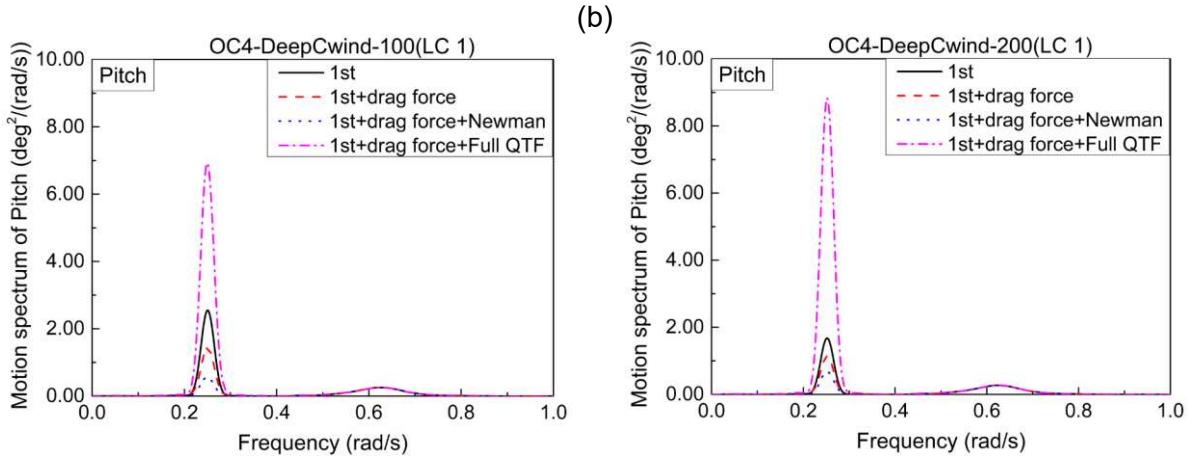 (b)
OC4-DeepCwind-100(LC 1)
Pitch
1st
1st+drag force
1st+drag force+Newman
1st+drag force+Full QTF
Motion spectrum of Pitch (deg²/(rad/s))
10.00
8.00
6.00
4.00
2.00
0.00
0.0 0.2 0.4 0.6 0.8 1.0
Frequency (rad/s)
OC4-DeepCwind-200(LC 1)
Pitch
1st
1st+drag force
1st+drag force+Newman
1st+drag force+Full QTF
Motion spectrum of Pitch (deg²/(rad/s))
10.00
8.00
6.00
4.00
2.00
0.00
0.0 0.2 0.4 0.6 0.8 1.0
Frequency (rad/s)